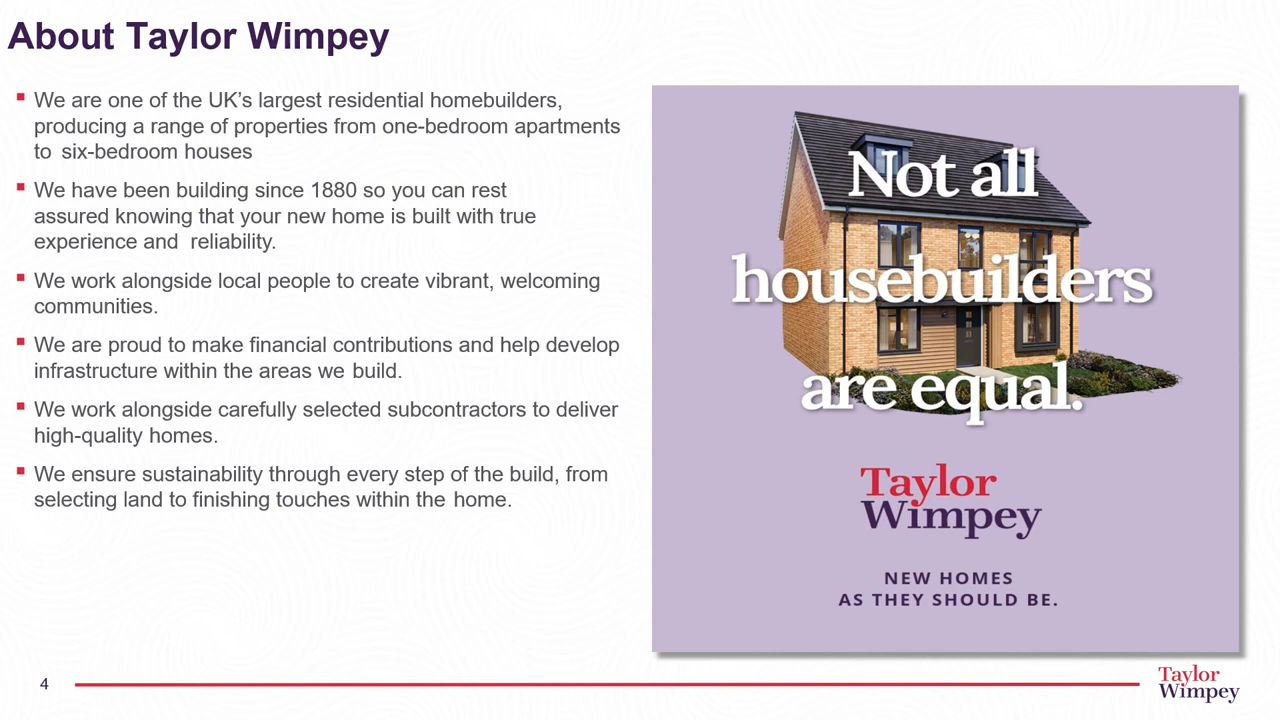 About Taylor Wimpey
We are one of the UK's largest residential homebuilders,
producing a range of properties from one-bedroom apartments
to six-bedroom houses
We have been building since 1880 so you can rest
assured knowing that your new home is built with true
experience and reliability.
We work alongside local people to create vibrant, welcoming
communities.
We are proud to make financial contributions and help develop
infrastructure within the areas we build.
We work alongside carefully selected subcontractors to deliver
high-quality homes.
We ensure sustainability through every step of the build, from
selecting land to finishing touches within the home.
Not all
housebuilders
are equal.
Taylor
Wimpey
NEW HOMES
AS THEY SHOULD BE.
4
Taylor
Wimpey